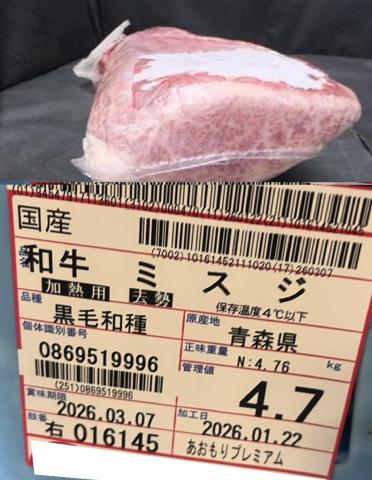 国産
(7002)10161452111020(17)260307
品名 和牛 ミスジ
加熱用 去勢 保存温度4℃以下
品種 黒毛和種
原産地 青森県
個体識別番号
0869519996
(251)0869519996
正味重量 N:4.76 kg
管理値 4.7
賞味期限 2026.03.07
加工日 2026.01.22
枝番 右 016145
あおもりプレミアム